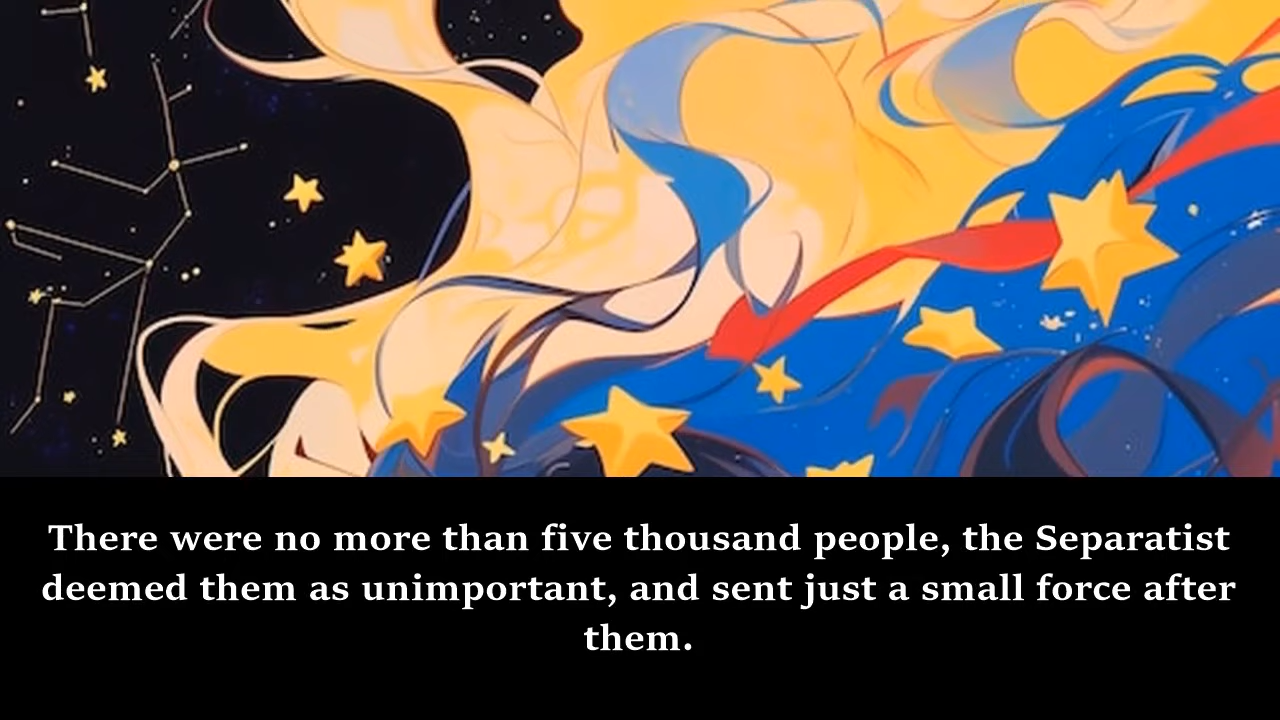 There were no more than five thousand people, the Separatist
deemed them as unimportant, and sent just a small force after
them.